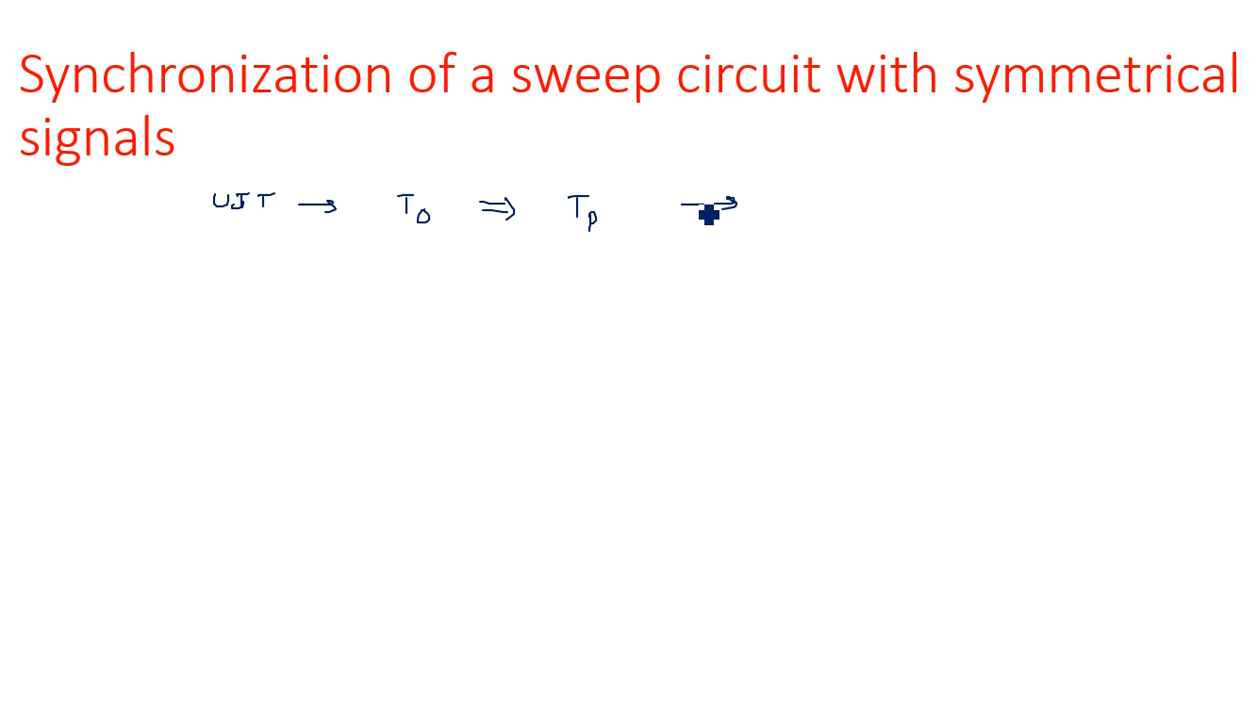 Synchronization of a sweep circuit with symmetrical
signals
UJT → T₀ ⇒ Tₚ →